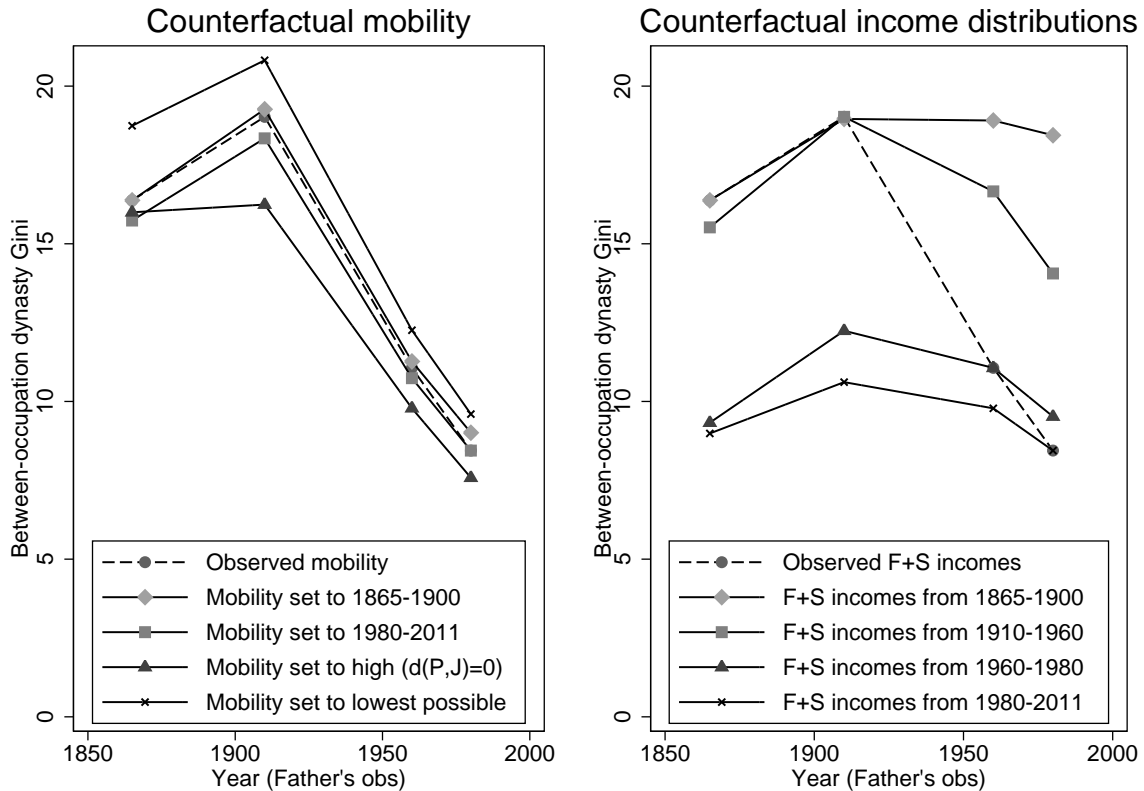 Counterfactual mobility
Between-occupation dynasty Gini
20
15
10
5
0
Observed mobility
Mobility set to 1865-1900
Mobility set to 1980-2011
Mobility set to high (d(P,J)=0)
Mobility set to lowest possible
1850
1900
1950
2000
Year (Father's obs)
Counterfactual income distributions
Between-occupation dynasty Gini
20
15
10
5
0
Observed F+S incomes
F+S incomes from 1865-1900
F+S incomes from 1910-1960
F+S incomes from 1960-1980
F+S incomes from 1980-2011
1850
1900
1950
2000
Year (Father's obs)